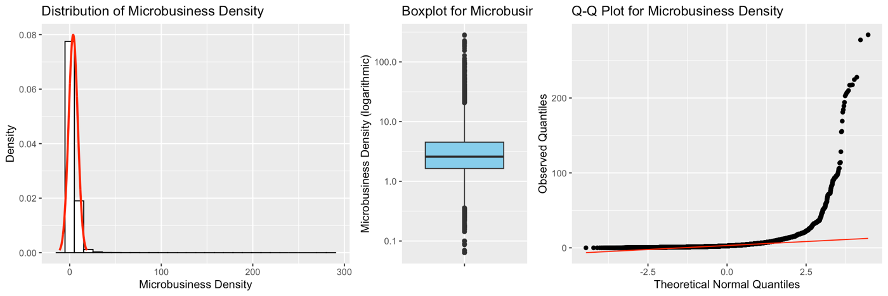 Distribution of Microbusiness Density
Density
0.08
0.06
0.04
0.02
0.00
0
100
200
300
Microbusiness Density
Boxplot for Microbusir
Microbusiness Density (logarithmic)
100.0
10.0
1.0
0.1
Q-Q Plot for Microbusiness Density
Observed Quantiles
200
100
0
-2.5
0.0
2.5
Theoretical Normal Quantiles